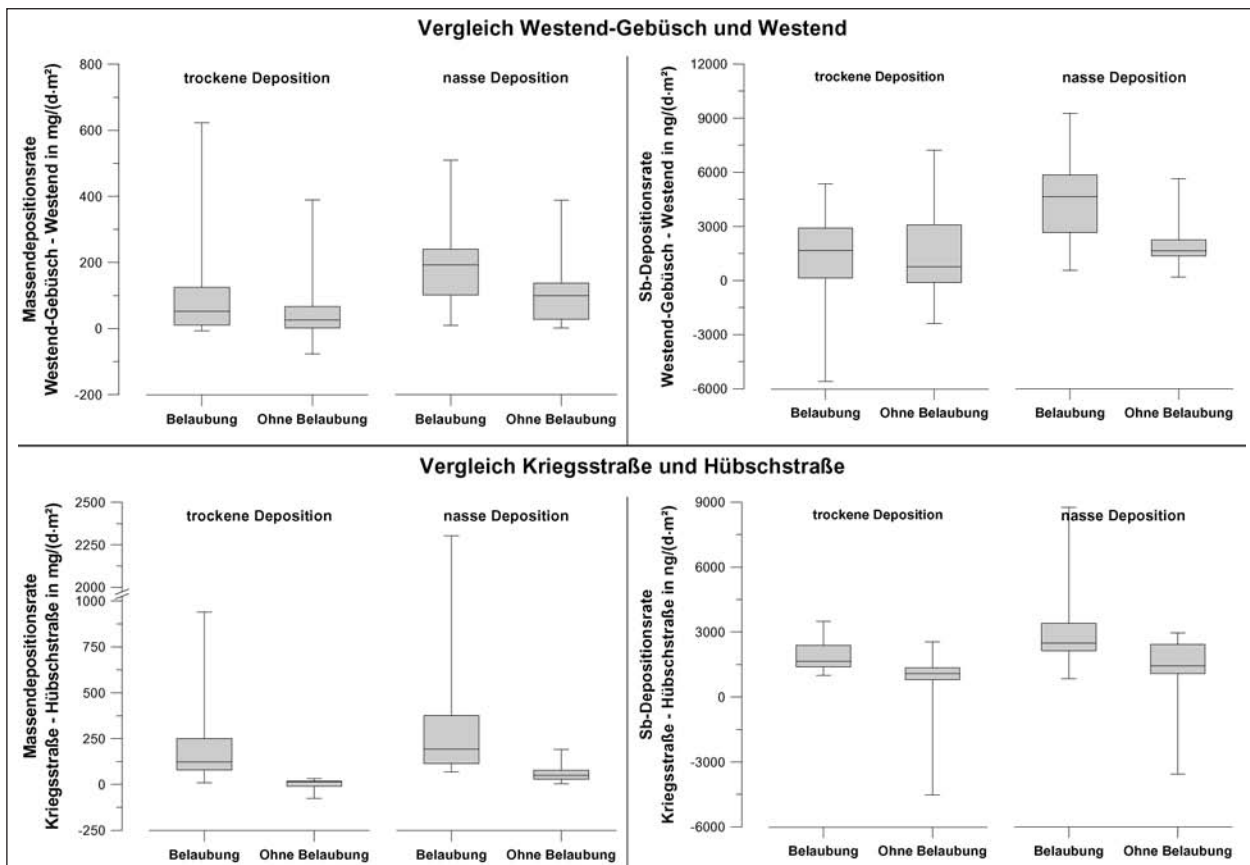 Vergleich Westend-Gebüsch und Westend
Massendepositionsrate
Westend-Gebüsch - Westend in mg/(d·m²)
800
600
400
200
0
-200
trockene Deposition
nasse Deposition
Belaubung
Ohne Belaubung
Belaubung
Ohne Belaubung
Sb-Depositionsrate
Westend-Gebüsch - Westend in ng/(d·m²)
12000
9000
6000
3000
0
-3000
-6000
trockene Deposition
nasse Deposition
Belaubung
Ohne Belaubung
Belaubung
Ohne Belaubung
Vergleich Kriegsstraße und Hübschstraße
Massendepositionsrate
Kriegsstraße - Hübschstraße in mg/(d·m²)
2500
2250
2000
1000
750
500
250
0
-250
trockene Deposition
nasse Deposition
Belaubung
Ohne Belaubung
Belaubung
Ohne Belaubung
Sb-Depositionsrate
Kriegsstraße - Hübschstraße in ng/(d·m²)
9000
6000
3000
0
-3000
-6000
trockene Deposition
nasse Deposition
Belaubung
Ohne Belaubung
Belaubung
Ohne Belaubung